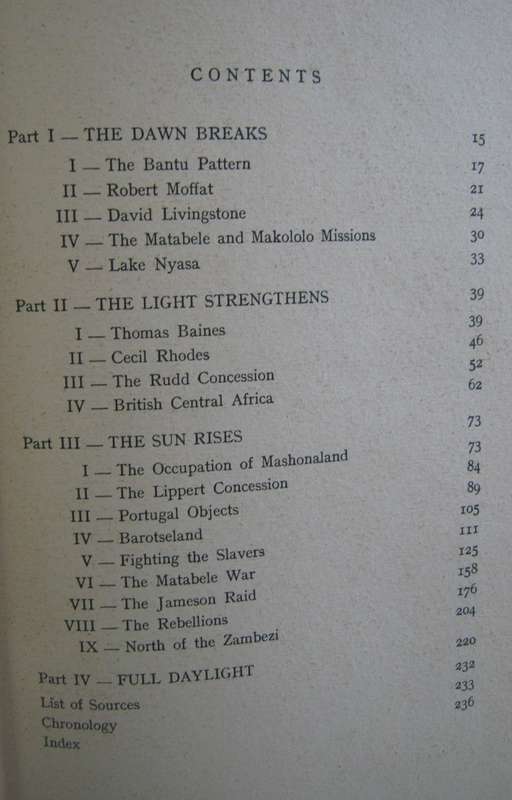 CONTENTS
Part I — THE DAWN BREAKS 15
I — The Bantu Pattern 17
II — Robert Moffat 21
III — David Livingstone 24
IV — The Matabele and Makololo Missions 30
V — Lake Nyasa 33
Part II — THE LIGHT STRENGTHENS 39
I — Thomas Baines 39
II — Cecil Rhodes 46
III — The Rudd Concession 52
IV — British Central Africa 62
Part III — THE SUN RISES 73
I — The Occupation of Mashonaland 73
II — The Lippert Concession 84
III — Portugal Objects 89
IV — Barotseland 105
V — Fighting the Slavers 111
VI — The Matabele War 125
VII — The Jameson Raid 158
VIII — The Rebellions 176
IX — North of the Zambezi 204
Part IV — FULL DAYLIGHT 220
List of Sources 232
Chronology 233
Index 236